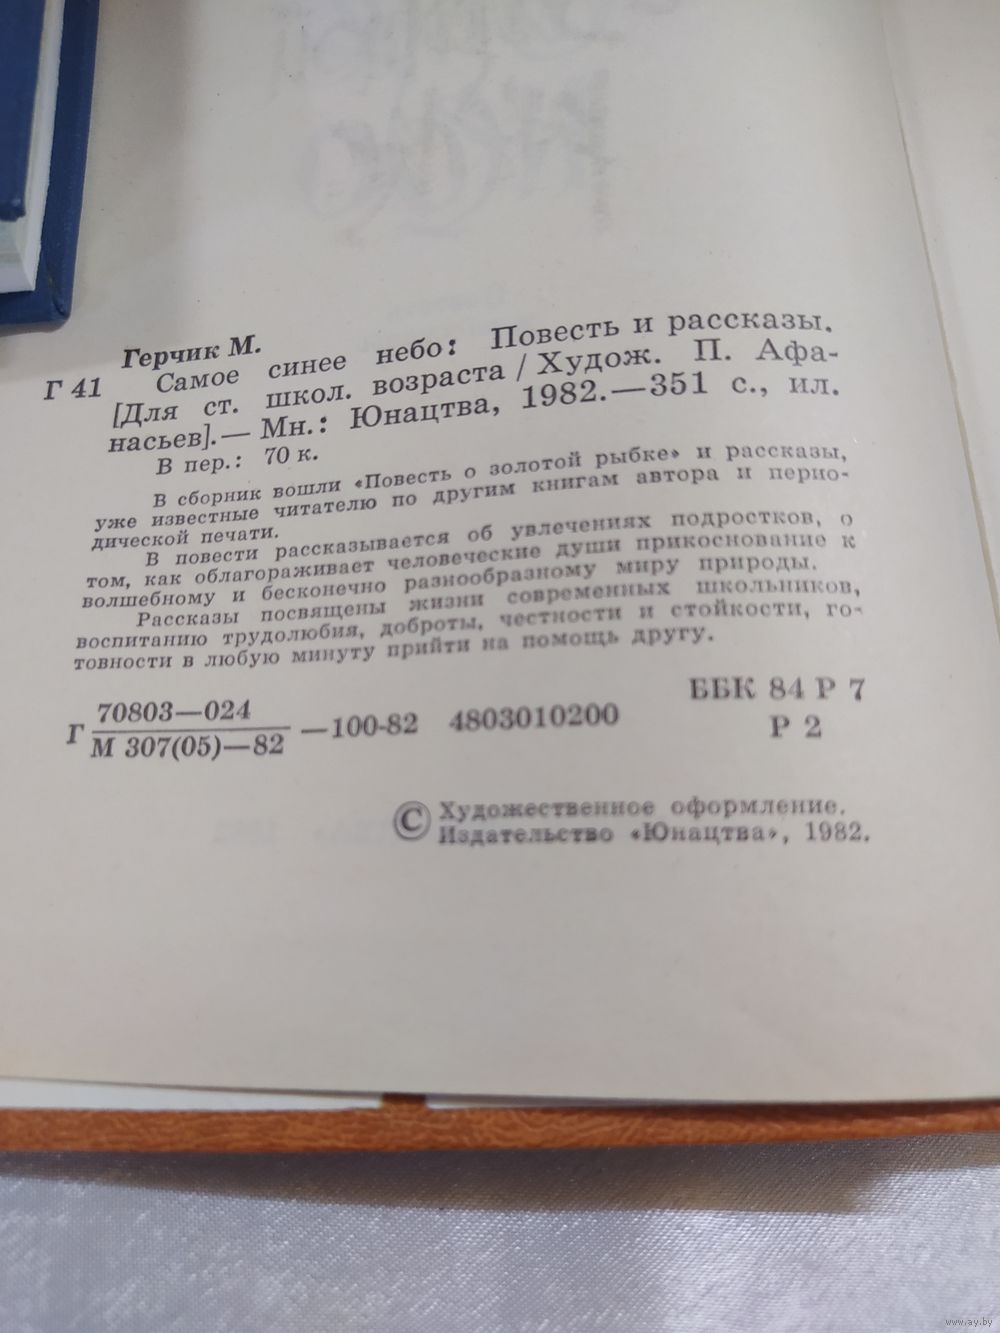 Герчик М.
Г 41 Самое синее небо: Повесть и рассказы.
[Для ст. школ. возраста / Худож. П. Афа-
насьев].— Мн.: Юнацтва, 1982.—351 с., ил.
В пер.: 70 к.
В сборник вошли «Повесть о золотой рыбке» и рассказы,
уже известные читателю по другим книгам автора и перио-
дической печати.
В повести рассказывается об увлечениях подростков, о
том, как облагораживает человеческие души прикоснование к
волшебному и бесконечно разнообразному миру природы.
Рассказы посвящены жизни современных школьников,
воспитанию трудолюбия, доброты, честности и стойкости, го-
товности в любую минуту прийти на помощь другу.
Г 70803—024
М 307(05)—82 —100-82 4803010200
ББК 84 Р 7
Р 2
© Художественное оформление.
Издательство «Юнацтва», 1982.
www.ay.by